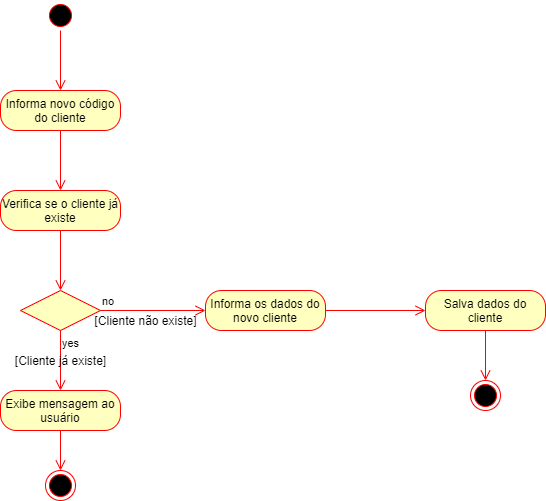 Informa novo código
do cliente
Verifica se o cliente já
existe
no
[Cliente não existe]
Informa os dados do
novo cliente
Salva dados do
cliente
yes
[Cliente já existe]
Exibe mensagem ao
usuário